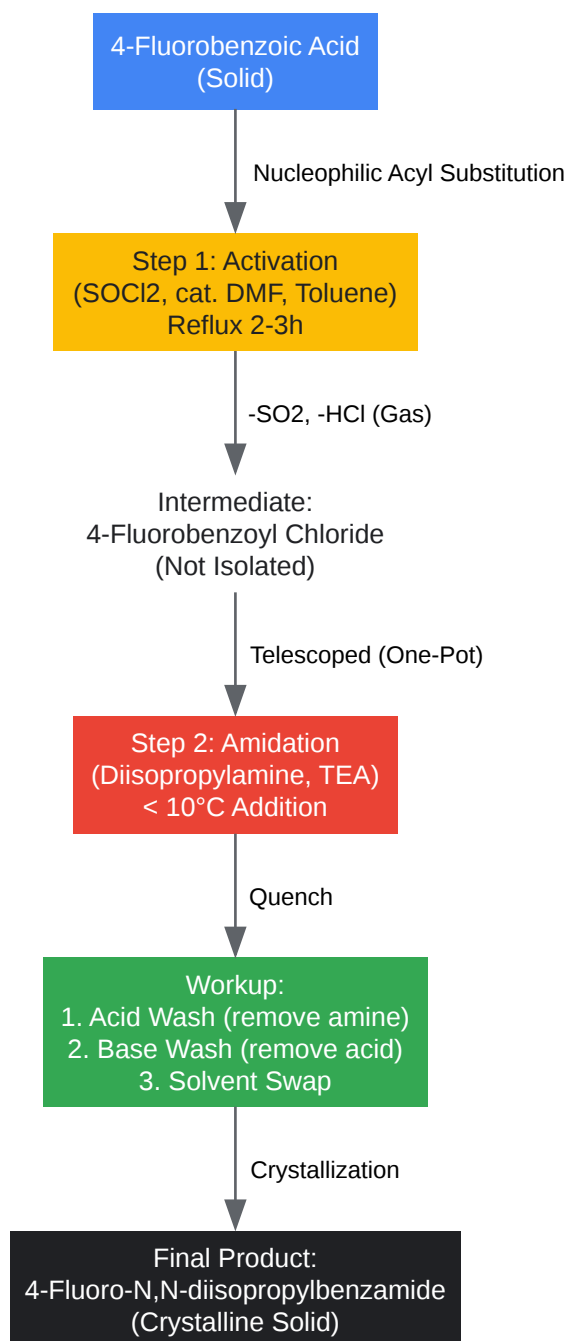 4-Fluorobenzoic Acid
(Solid)
Nucleophilic Acyl Substitution
Step 1: Activation
(SOCl2, cat. DMF, Toluene)
Reflux 2-3h
-SO2, -HCl (Gas)
Intermediate:
4-Fluorobenzoyl Chloride
(Not Isolated)
Telescoped (One-Pot)
Step 2: Amidation
(Diisopropylamine, TEA)
< 10°C Addition
Quench
Workup:
1. Acid Wash (remove amine)
2. Base Wash (remove acid)
3. Solvent Swap
Crystallization
Final Product:
4-Fluoro-N,N-diisopropylbenzamide
(Crystalline Solid)